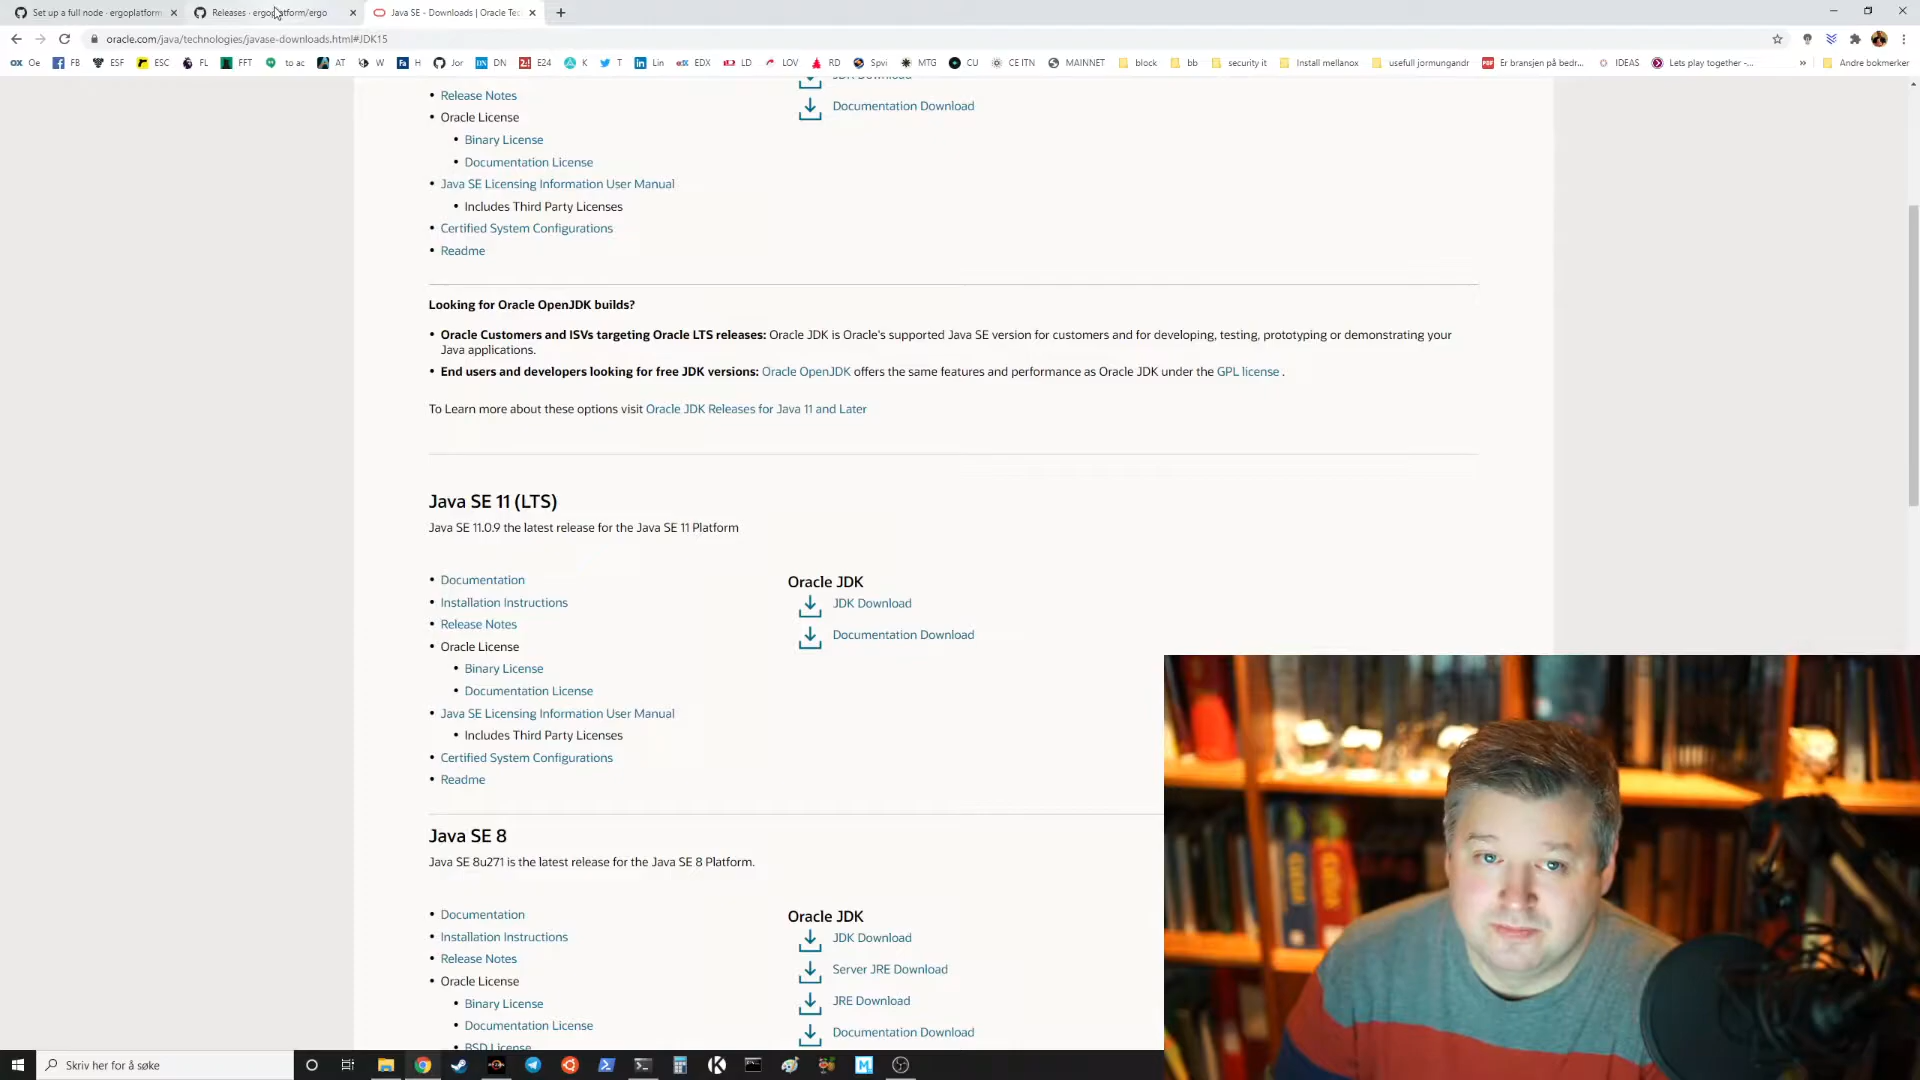 Set up a full node · ergoplatform
Releases · ergoplatform/ergo
Java SE - Downloads | Oracle Tec
oracle.com/java/technologies/javase-downloads.html#JDK15
Oe FB ESF ESC FL FFT to ac AT W H Jor DN E24 K T Lin EDX LD LOV RD Spvi MTG CU CE ITN MAINNET block bb security it Install mellanox usefull jormungandr Er bransjen på bedr... IDEAS Lets play together -... » Andre bokmerker
JDK Download
Release Notes
Documentation Download
Oracle License
Binary License
Documentation License
Java SE Licensing Information User Manual
Includes Third Party Licenses
Certified System Configurations
Readme
Looking for Oracle OpenJDK builds?
Oracle Customers and ISVs targeting Oracle LTS releases: Oracle JDK is Oracle's supported Java SE version for customers and for developing, testing, prototyping or demonstrating your
Java applications.
End users and developers looking for free JDK versions: Oracle OpenJDK offers the same features and performance as Oracle JDK under the GPL license .
To Learn more about these options visit Oracle JDK Releases for Java 11 and Later
Java SE 11 (LTS)
Java SE 11.0.9 the latest release for the Java SE 11 Platform
Documentation
Installation Instructions
Release Notes
Oracle License
Binary License
Documentation License
Java SE Licensing Information User Manual
Includes Third Party Licenses
Certified System Configurations
Readme
Oracle JDK
JDK Download
Documentation Download
Java SE 8
Java SE 8u271 is the latest release for the Java SE 8 Platform.
Documentation
Installation Instructions
Release Notes
Oracle License
Binary License
Documentation License
BSD License
Oracle JDK
JDK Download
Server JRE Download
JRE Download
Documentation Download
Skriv her for å søke